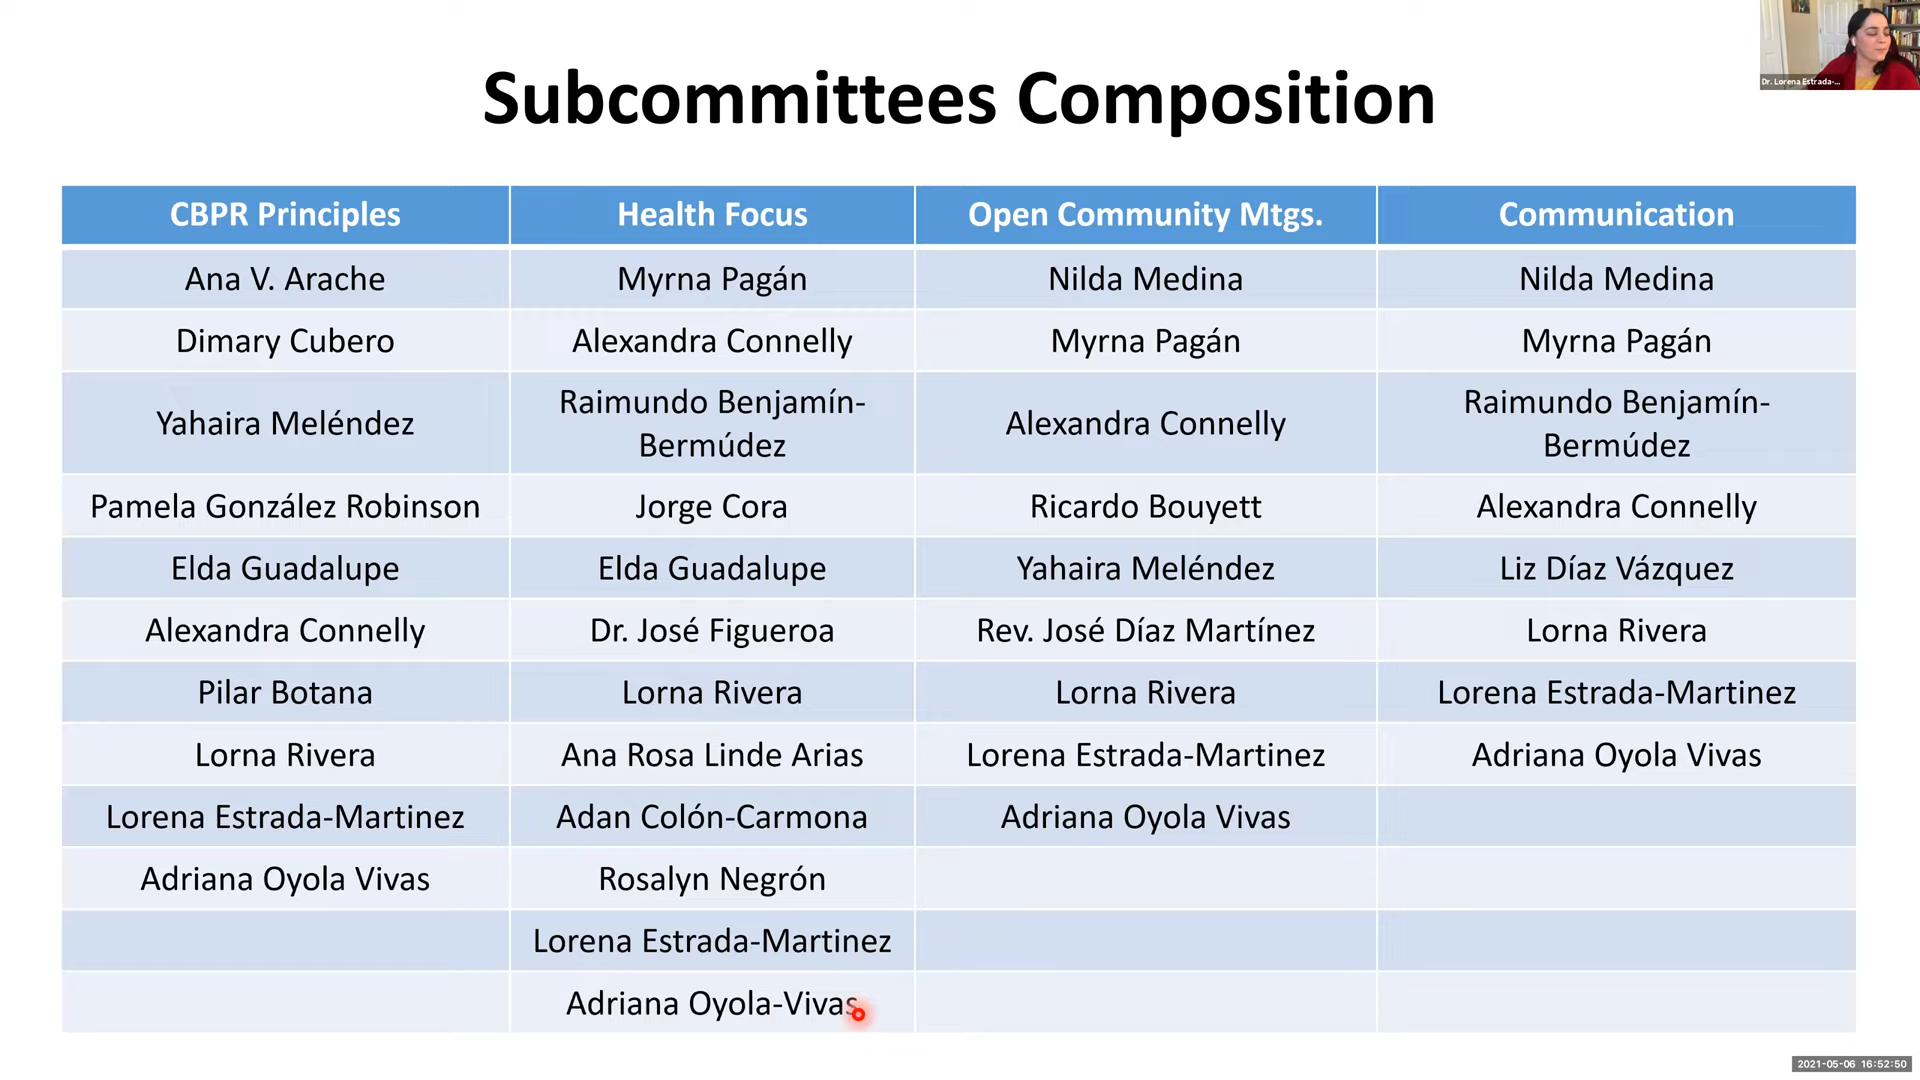 Dr. Lorena Estrada-...
Subcommittees Composition
CBPR Principles Health Focus Open Community Mtgs. Communication
Ana V. Arache Myrna Pagán Nilda Medina Nilda Medina
Dimary Cubero Alexandra Connelly Myrna Pagán Myrna Pagán
Yahaira Meléndez Raimundo Benjamín- Alexandra Connelly Raimundo Benjamín-
Bermúdez Bermúdez
Pamela González Robinson Jorge Cora Ricardo Bouyett Alexandra Connelly
Elda Guadalupe Elda Guadalupe Yahaira Meléndez Liz Díaz Vázquez
Alexandra Connelly Dr. José Figueroa Rev. José Díaz Martínez Lorna Rivera
Pilar Botana Lorna Rivera Lorna Rivera Lorena Estrada-Martinez
Lorna Rivera Ana Rosa Linde Arias Lorena Estrada-Martinez Adriana Oyola Vivas
Lorena Estrada-Martinez Adan Colón-Carmona Adriana Oyola Vivas
Adriana Oyola Vivas Rosalyn Negrón
Lorena Estrada-Martinez
Adriana Oyola-Vivas
2021-05-06 16:52:50